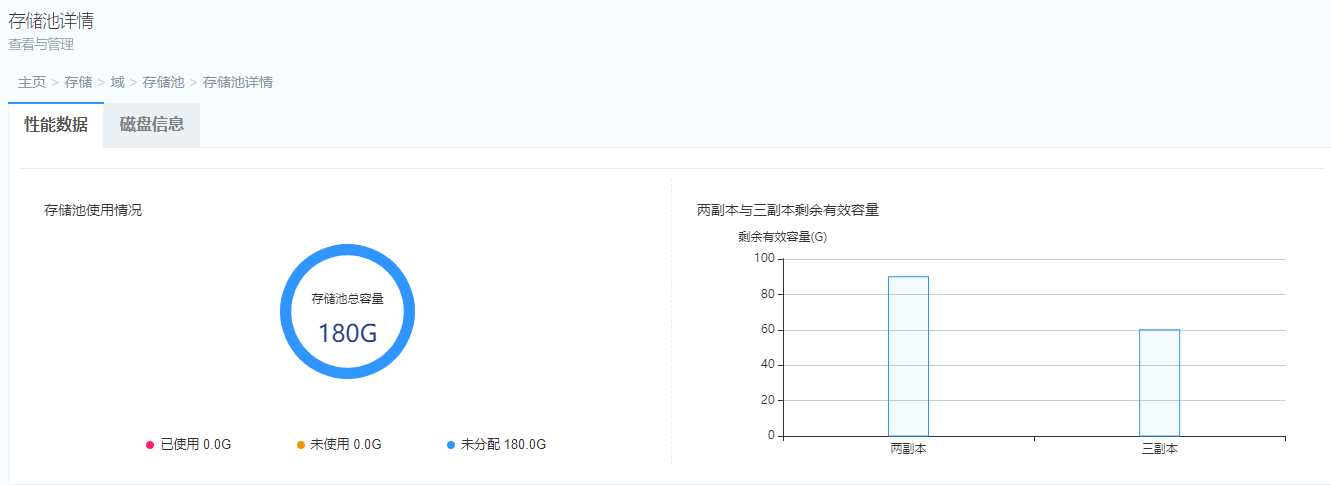 存储池详情
查看与管理
主页 > 存储 > 域 > 存储池 > 存储池详情
性能数据 磁盘信息
存储池使用情况
存储池总容量
180G
已使用 0.0G 未使用 0.0G 未分配 180.0G
两副本与三副本剩余有效容量
剩余有效容量(G)
100
80
60
40
20
0
两副本 三副本